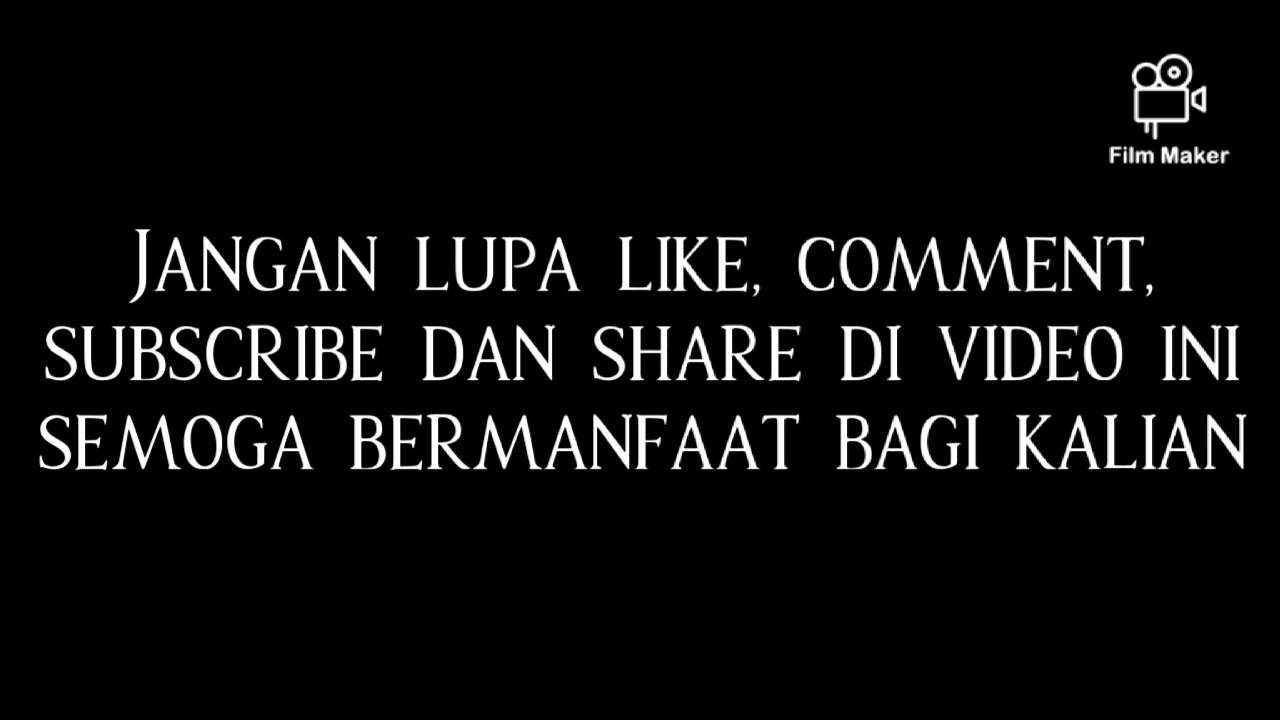 Film Maker
Jangan lupa like, comment,
subscribe dan share di video ini
semoga bermanfaat bagi kalian